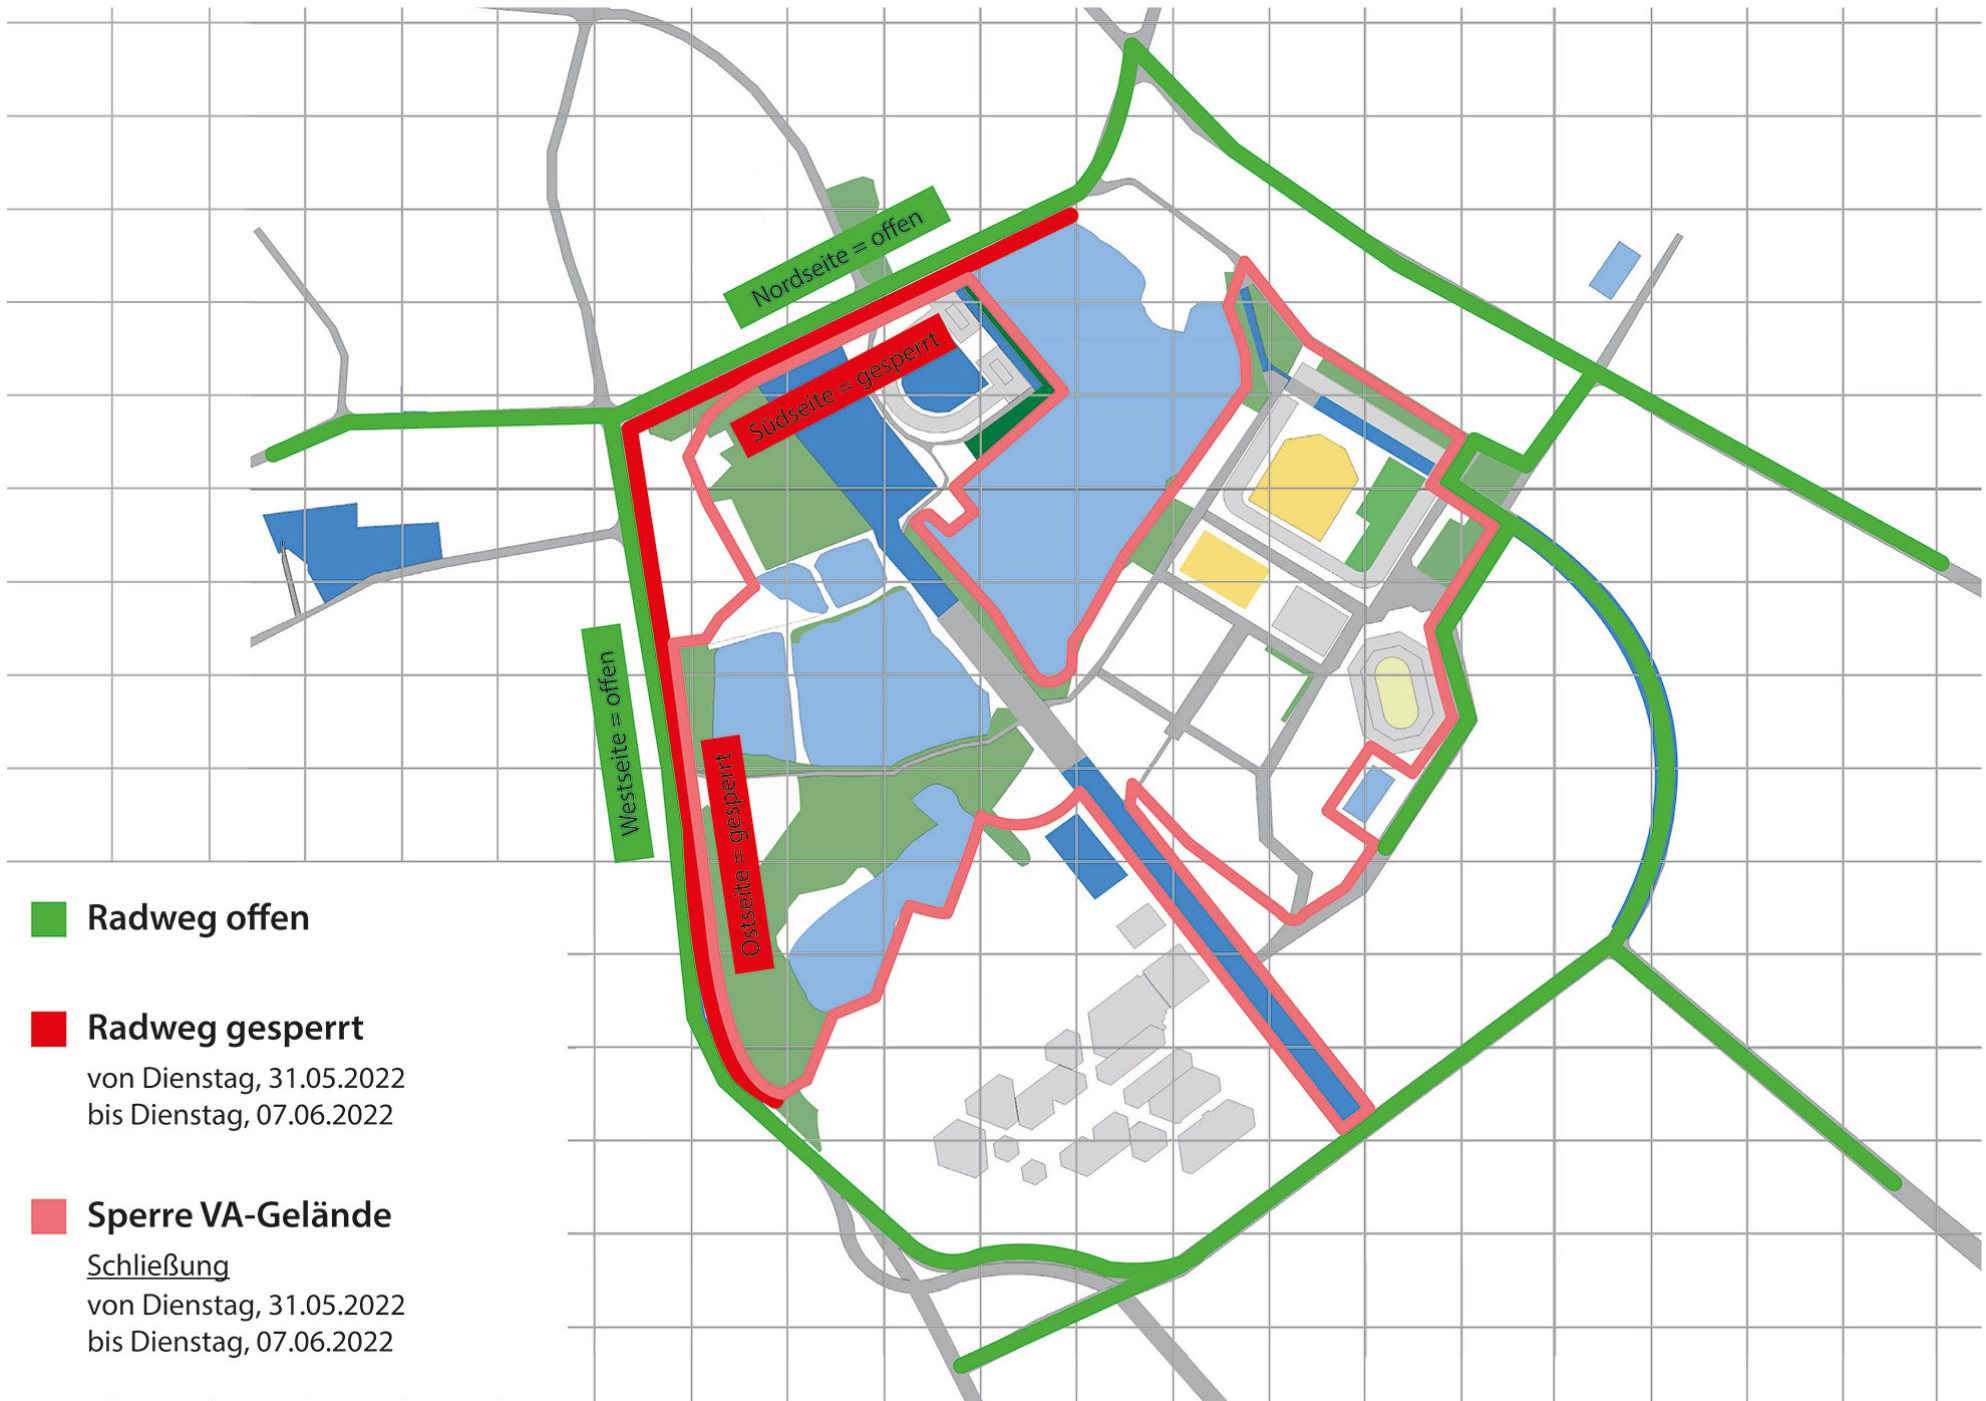 Nordseite = offen
Südseite = gesperrt
Westseite = offen
Ostseite = gesperrt
Radweg offen
Radweg gesperrt
von Dienstag, 31.05.2022
bis Dienstag, 07.06.2022
Sperre VA-Gelände
Schließung
von Dienstag, 31.05.2022
bis Dienstag, 07.06.2022